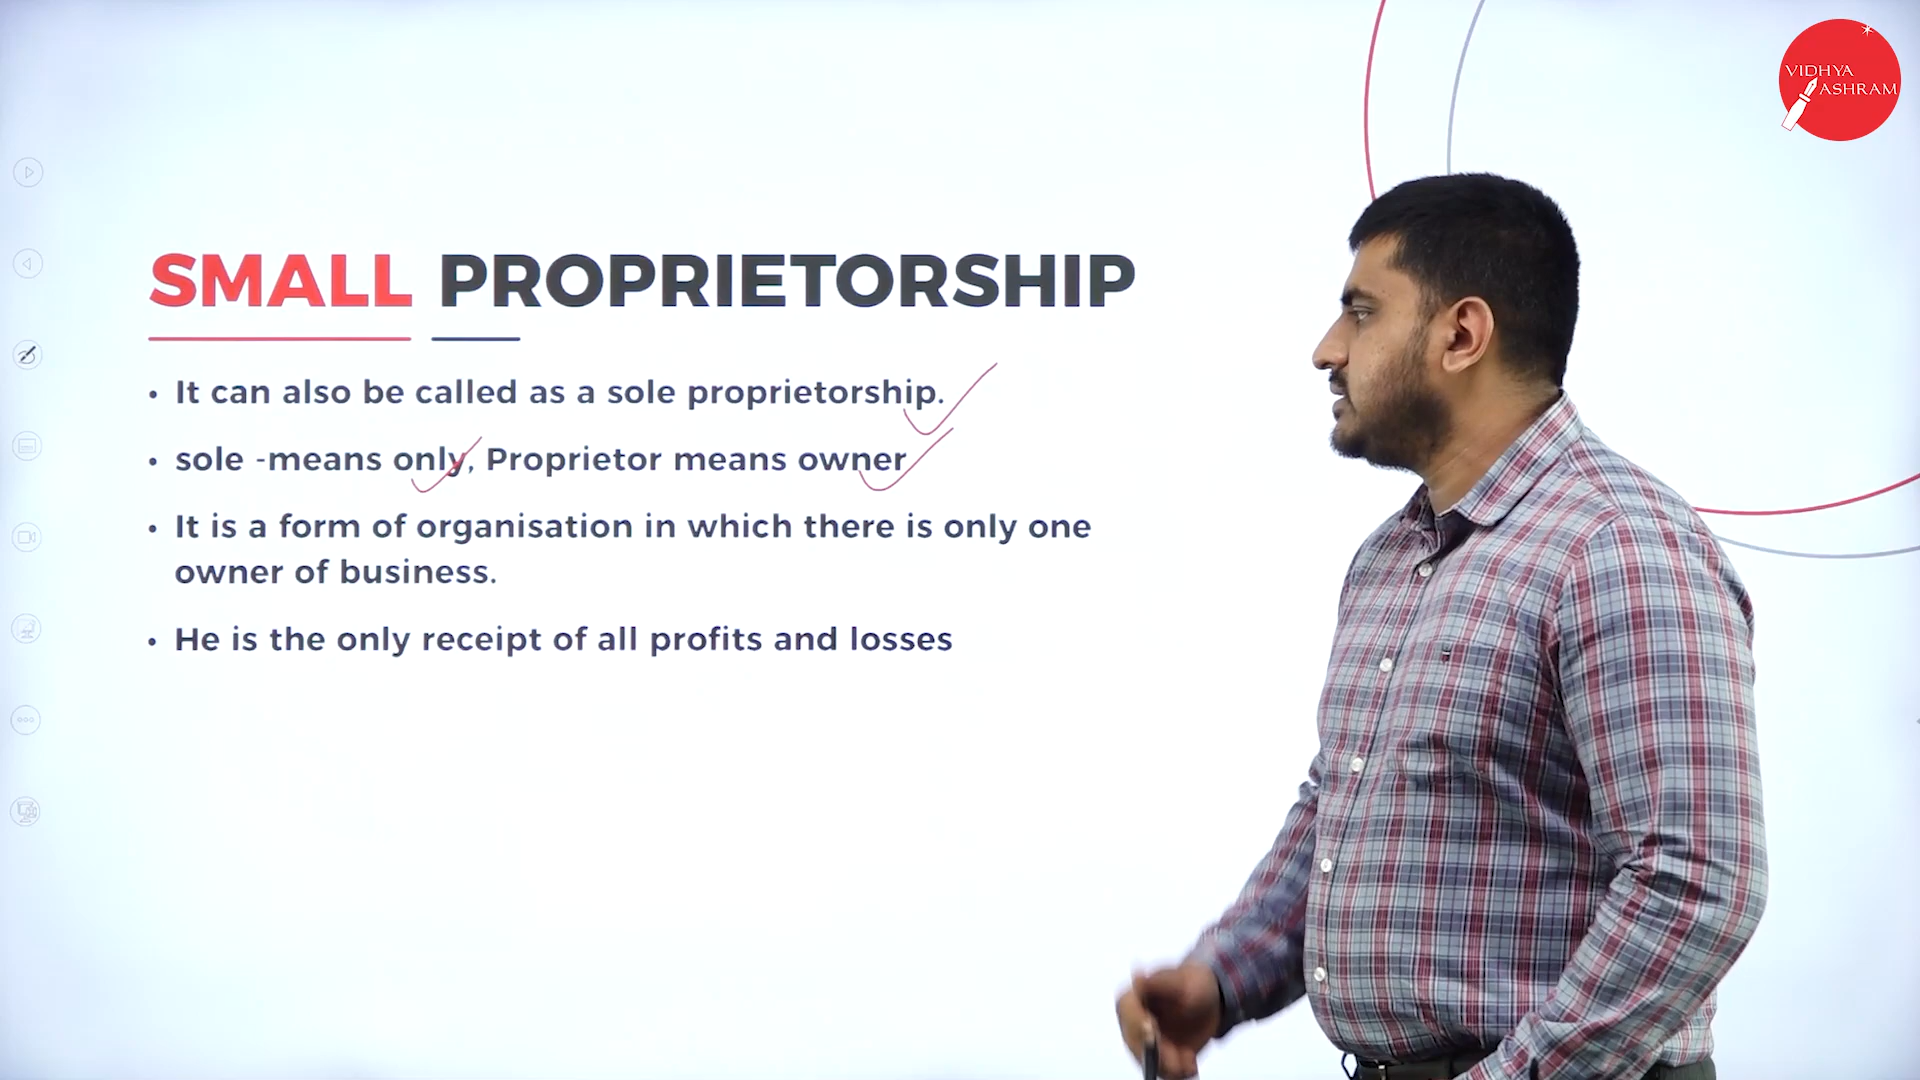 VIDHYA
ASHRAM
SMALL PROPRIETORSHIP
• It can also be called as a sole proprietorship.
• sole -means only, Proprietor means owner
• It is a form of organisation in which there is only one
owner of business.
• He is the only receipt of all profits and losses